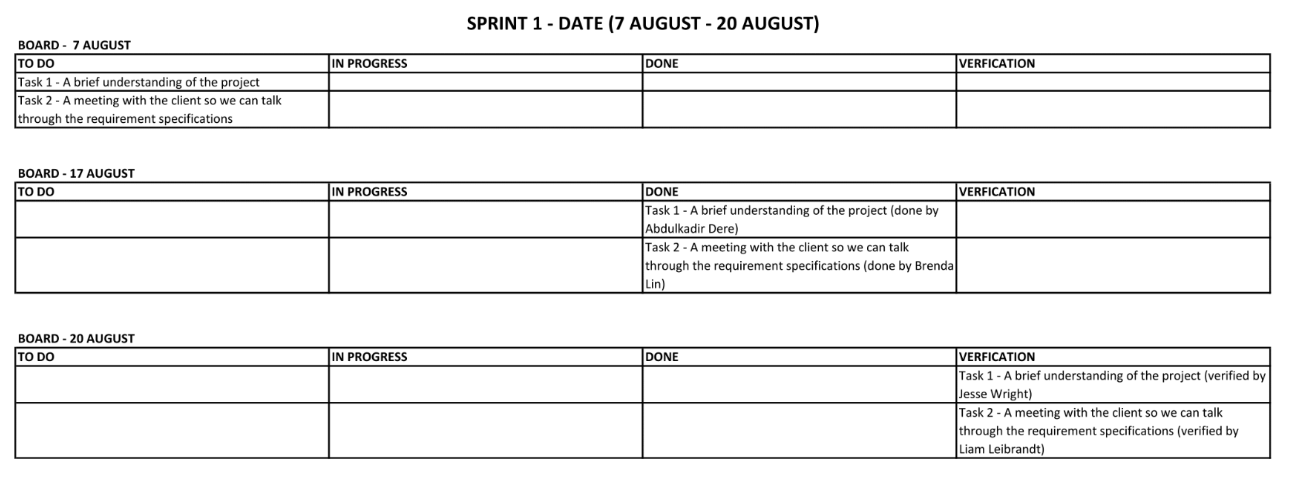 SPRINT 1 - DATE (7 AUGUST - 20 AUGUST)
BOARD - 7 AUGUST
TO DO IN PROGRESS DONE VERFICATION
Task 1 - A brief understanding of the project
Task 2 - A meeting with the client so we can talk
through the requirement specifications
BOARD - 17 AUGUST
TO DO IN PROGRESS DONE VERFICATION
Task 1 - A brief understanding of the project (done by
Abdulkadir Dere)
Task 2 - A meeting with the client so we can talk
through the requirement specifications (done by Brenda
Lin)
BOARD - 20 AUGUST
TO DO IN PROGRESS DONE VERFICATION
Task 1 - A brief understanding of the project (verified by
Jesse Wright)
Task 2 - A meeting with the client so we can talk
through the requirement specifications (verified by
Liam Leibrandt)